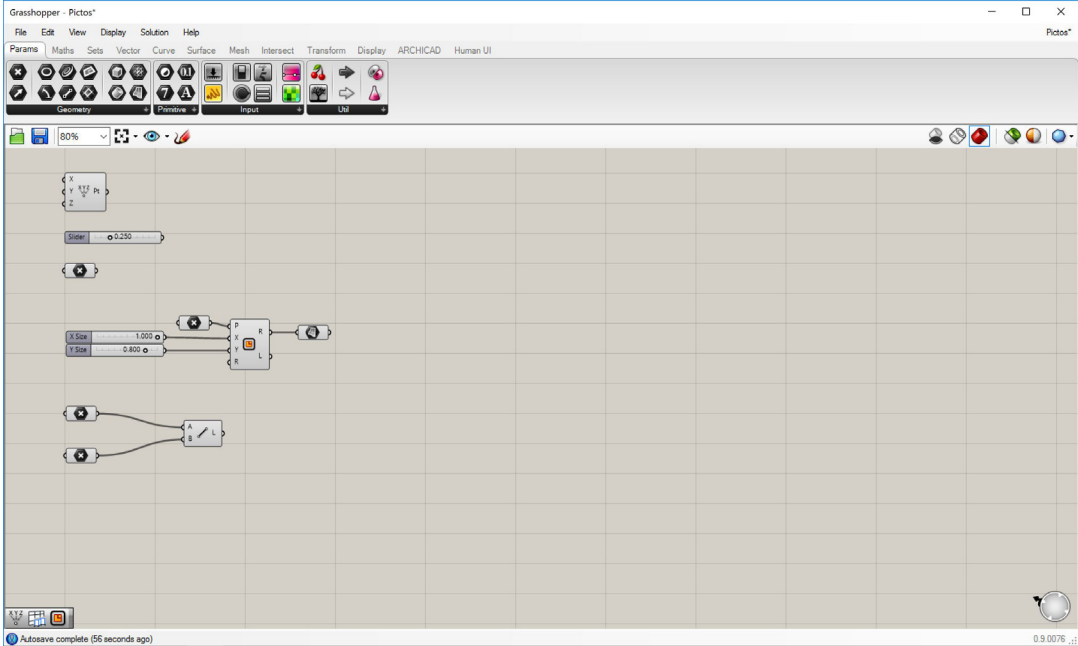 Grasshopper - Pictos*
File Edit View Display Solution Help Pictos*
Params Maths Sets Vector Curve Surface Mesh Intersect Transform Display ARCHICAD Human UI
Geometry Primitive Input Util
80%
X
Y XYZ Pt
Z
Slider 0.250
P
R
X Size 1.000 X
Y Size 0.800 Y
L
R
A
L
B
Autosave complete (56 seconds ago) 0.9.0076